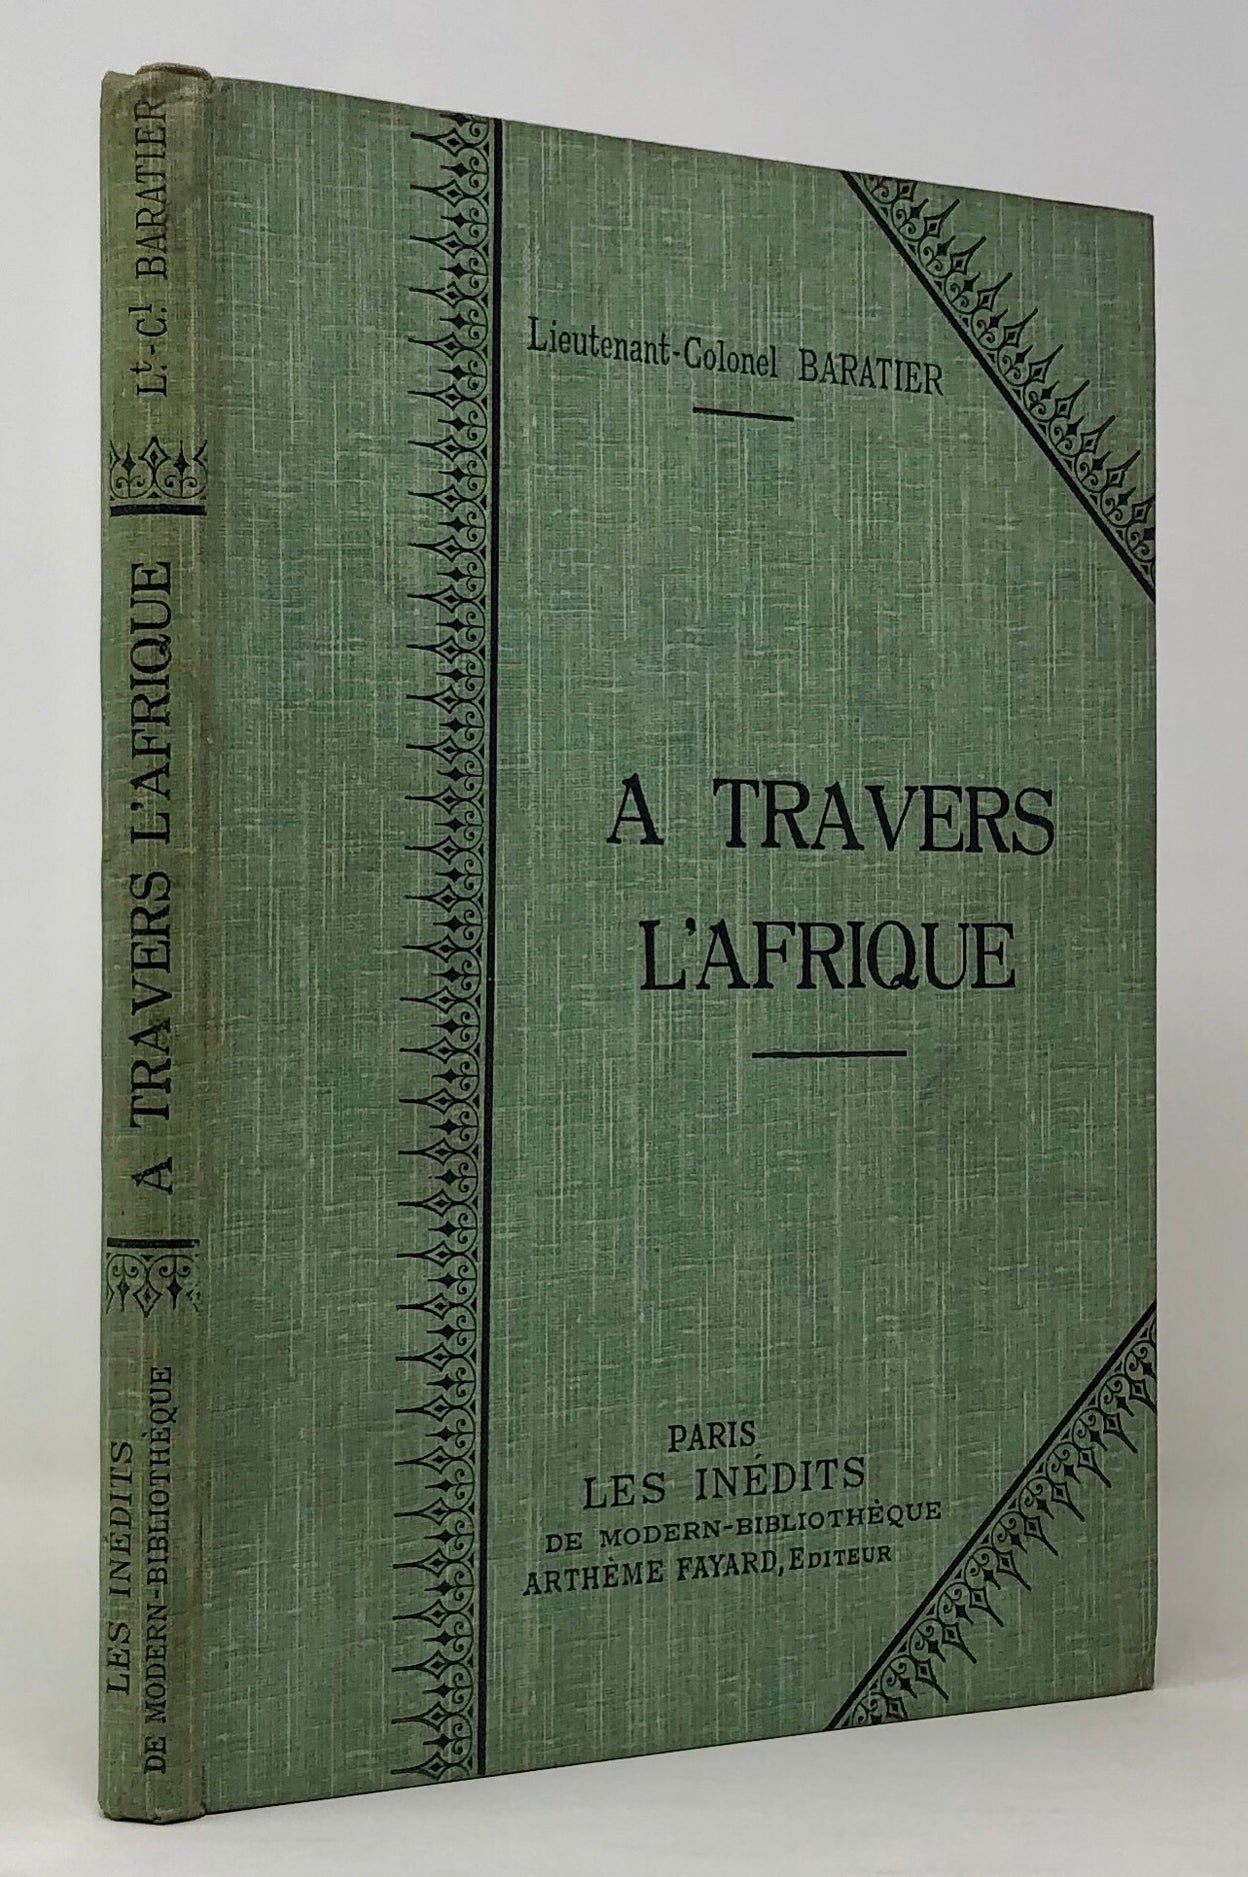 Lt.-Cl. BARATIER
A TRAVERS L'AFRIQUE
LES INÉDITS
DE MODERN-BIBLIOTHÈQUE
Lieutenant-Colonel BARATIER
A TRAVERS
L'AFRIQUE
PARIS
LES INÉDITS
DE MODERN-BIBLIOTHÈQUE
ARTHÈME FAYARD, EDITEUR